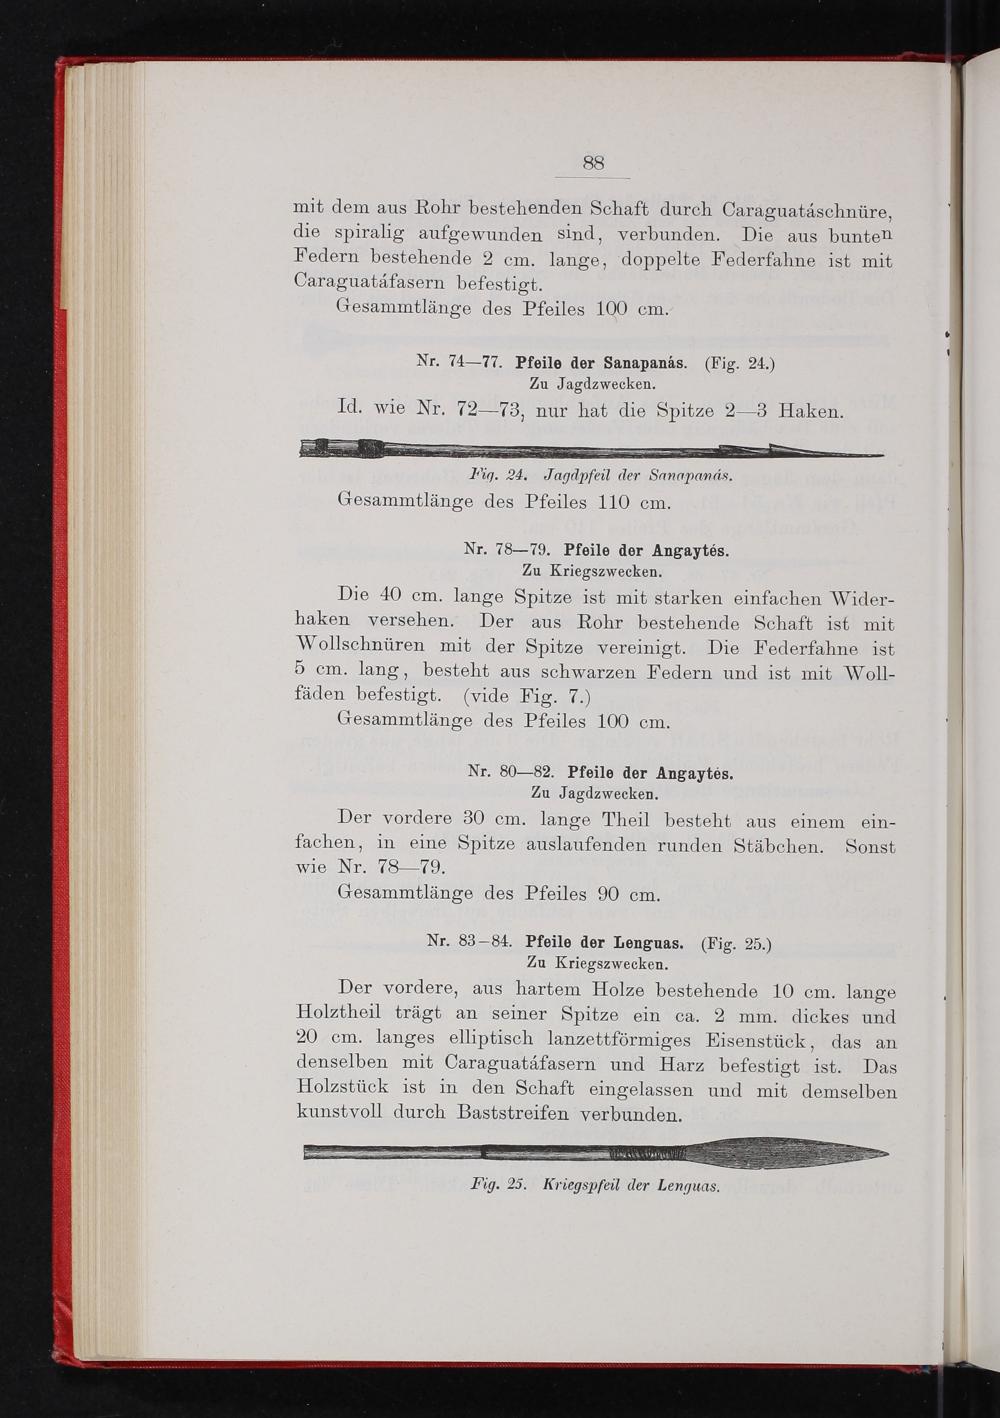 88
mit dem aus Rohr bestehenden Schaft durch Caraguatáschnüre,
die spiralig aufgewunden sind, verbunden. Die aus bunten
Federn bestehende 2 cm. lange, doppelte Federfahne ist mit
Caraguatáfasern befestigt.
Gesammtlänge des Pfeiles 100 cm.
Nr. 74—77. Pfeile der Sanapanás. (Fig. 24.)
Zu Jagdzwecken.
Id. wie Nr. 72—73, nur hat die Spitze 2—3 Haken.
Fig. 24. Jagdpfeil der Sanapanás.
Gesammtlänge des Pfeiles 110 cm.
Nr. 78—79. Pfeile der Angaytés.
Zu Kriegszwecken.
Die 40 cm. lange Spitze ist mit starken einfachen Wider-
haken versehen. Der aus Rohr bestehende Schaft ist mit
Wollschnüren mit der Spitze vereinigt. Die Federfahne ist
5 cm. lang, besteht aus schwarzen Federn und ist mit Woll-
fäden befestigt. (vide Fig. 7.)
Gesammtlänge des Pfeiles 100 cm.
Nr. 80—82. Pfeile der Angaytés.
Zu Jagdzwecken.
Der vordere 30 cm. lange Theil besteht aus einem ein-
fachen, in eine Spitze auslaufenden runden Stäbchen. Sonst
wie Nr. 78—79.
Gesammtlänge des Pfeiles 90 cm.
Nr. 83—84. Pfeile der Lenguas. (Fig. 25.)
Zu Kriegszwecken.
Der vordere, aus hartem Holze bestehende 10 cm. lange
Holztheil trägt an seiner Spitze ein ca. 2 mm. dickes und
20 cm. langes elliptisch lanzettförmiges Eisenstück, das an
denselben mit Caraguatáfasern und Harz befestigt ist. Das
Holzstück ist in den Schaft eingelassen und mit demselben
kunstvoll durch Baststreifen verbunden.
Fig. 25. Kriegspfeil der Lenguas.